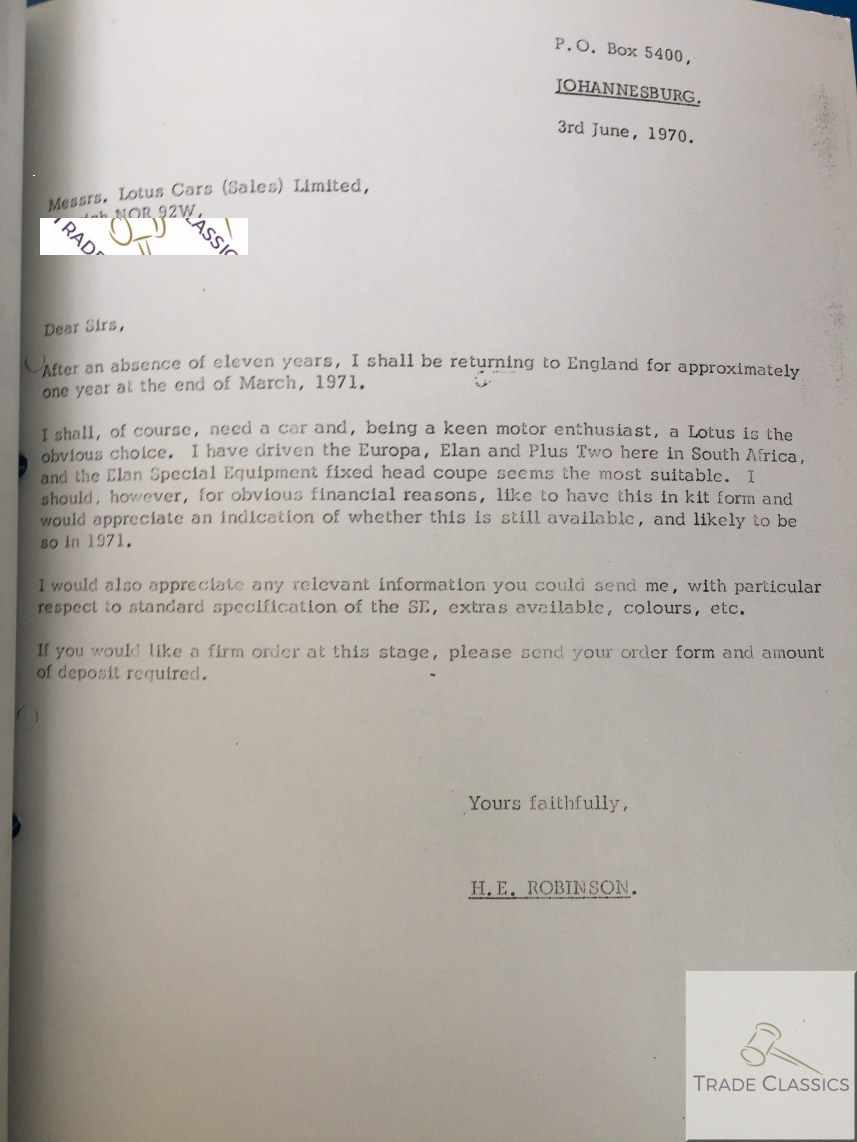 P.O. Box 5400,
JOHANNESBURG.
3rd June, 1970.
Messrs. Lotus Cars (Sales) Limited,
NOR 92W,
TRADE CLASSICS
Dear Sirs,
After an absence of eleven years, I shall be returning to England for approximately
one year at the end of March, 1971.
I shall, of course, need a car and, being a keen motor enthusiast, a Lotus is the
obvious choice. I have driven the Europa, Elan and Plus Two here in South Africa,
and the Elan Special Equipment fixed head coupe seems the most suitable. I
should, however, for obvious financial reasons, like to have this in kit form and
would appreciate an indication of whether this is still available, and likely to be
so in 1971.
I would also appreciate any relevant information you could send me, with particular
respect to standard specification of the SE, extras available, colours, etc.
If you would like a firm order at this stage, please send your order form and amount
of deposit required.
Yours faithfully,
H.E. ROBINSON.
TRADE CLASSICS